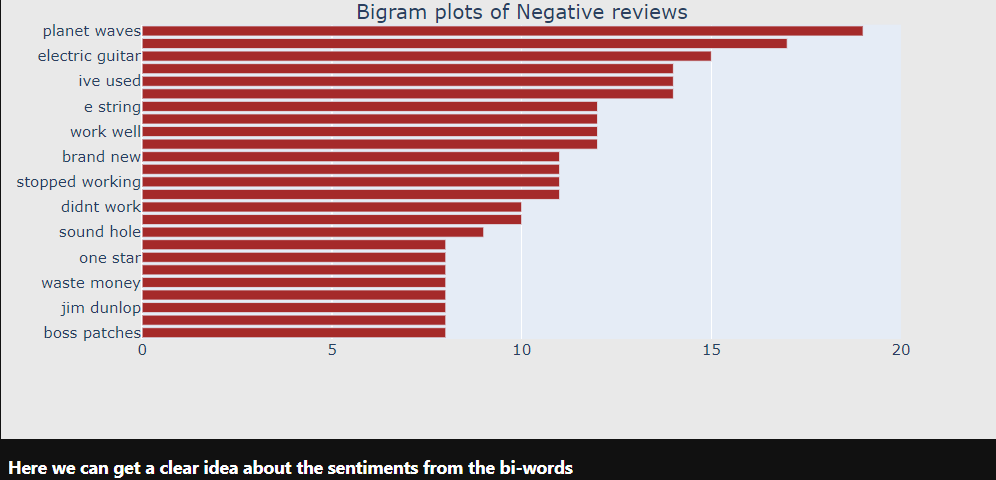 Bigram plots of Negative reviews
planet waves
electric guitar
ive used
e string
work well
brand new
stopped working
didnt work
sound hole
one star
waste money
jim dunlop
boss patches
0 5 10 15 20
Here we can get a clear idea about the sentiments from the bi-words